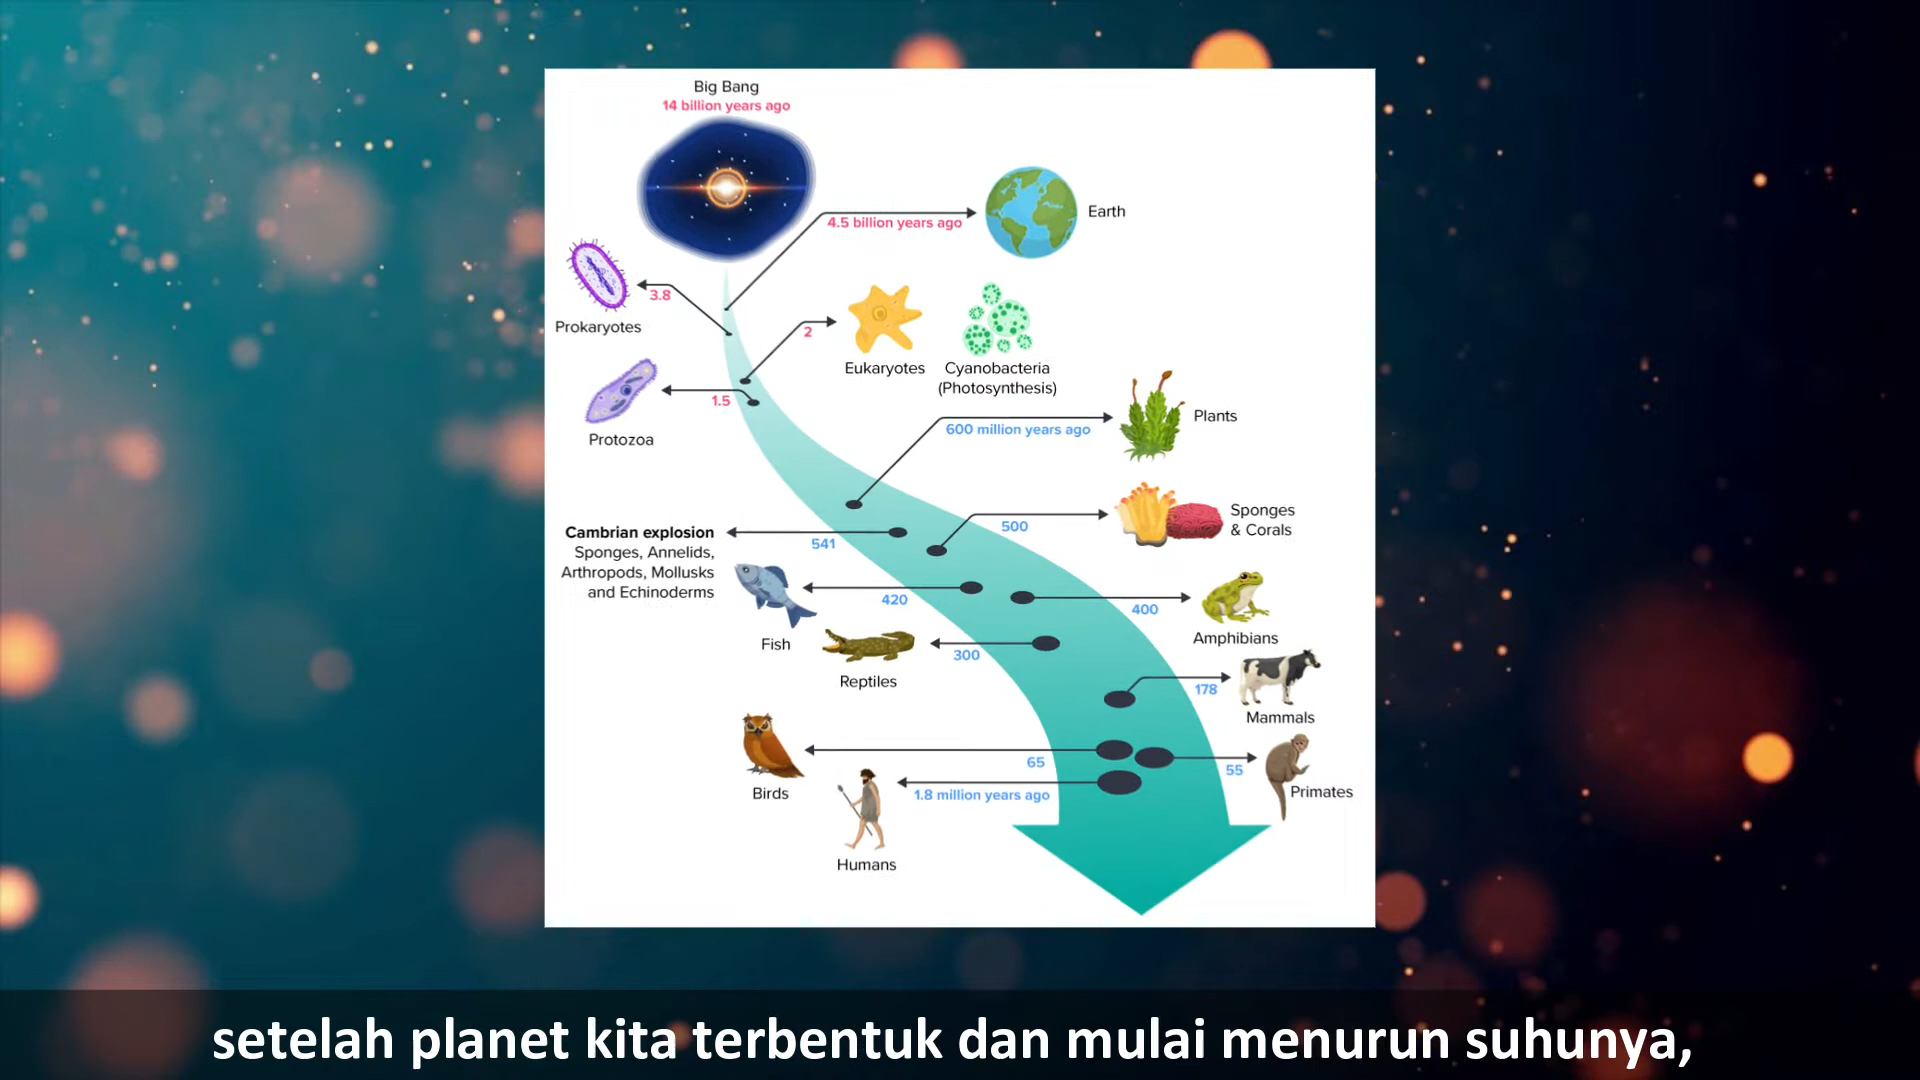 Big Bang
14 billion years ago
4.5 billion years ago
Earth
3.8
Prokaryotes
2
Eukaryotes
Cyanobacteria
(Photosynthesis)
1.5
Protozoa
600 million years ago
Plants
Cambrian explosion
Sponges, Annelids,
Arthropods, Mollusks
and Echinoderms
541
500
Sponges
& Corals
420
Fish
400
Amphibians
300
Reptiles
178
Mammals
65
Birds
55
Primates
1.8 million years ago
Humans
setelah planet kita terbentuk dan mulai menurun suhunya,